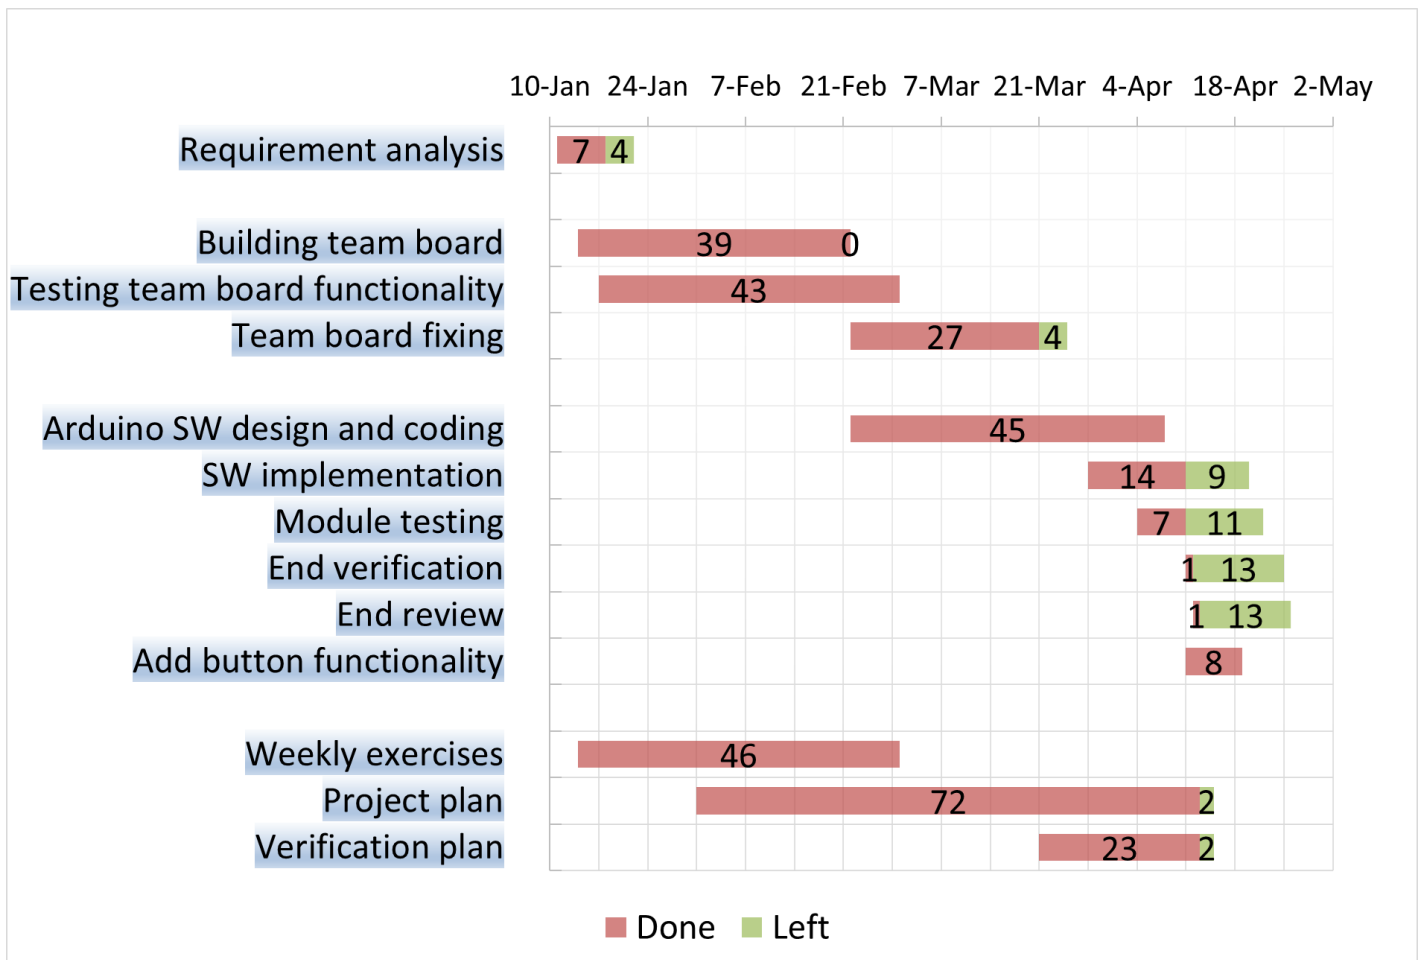 10-Jan 24-Jan 7-Feb 21-Feb 7-Mar 21-Mar 4-Apr 18-Apr 2-May
Requirement analysis 7 4
Building team board 39 0
Testing team board functionality 43
Team board fixing 27 4
Arduino SW design and coding 45
SW implementation 14 9
Module testing 7 11
End verification 1 13
End review 1 13
Add button functionality 8
Weekly exercises 46
Project plan 72 2
Verification plan 23 2
Done Left